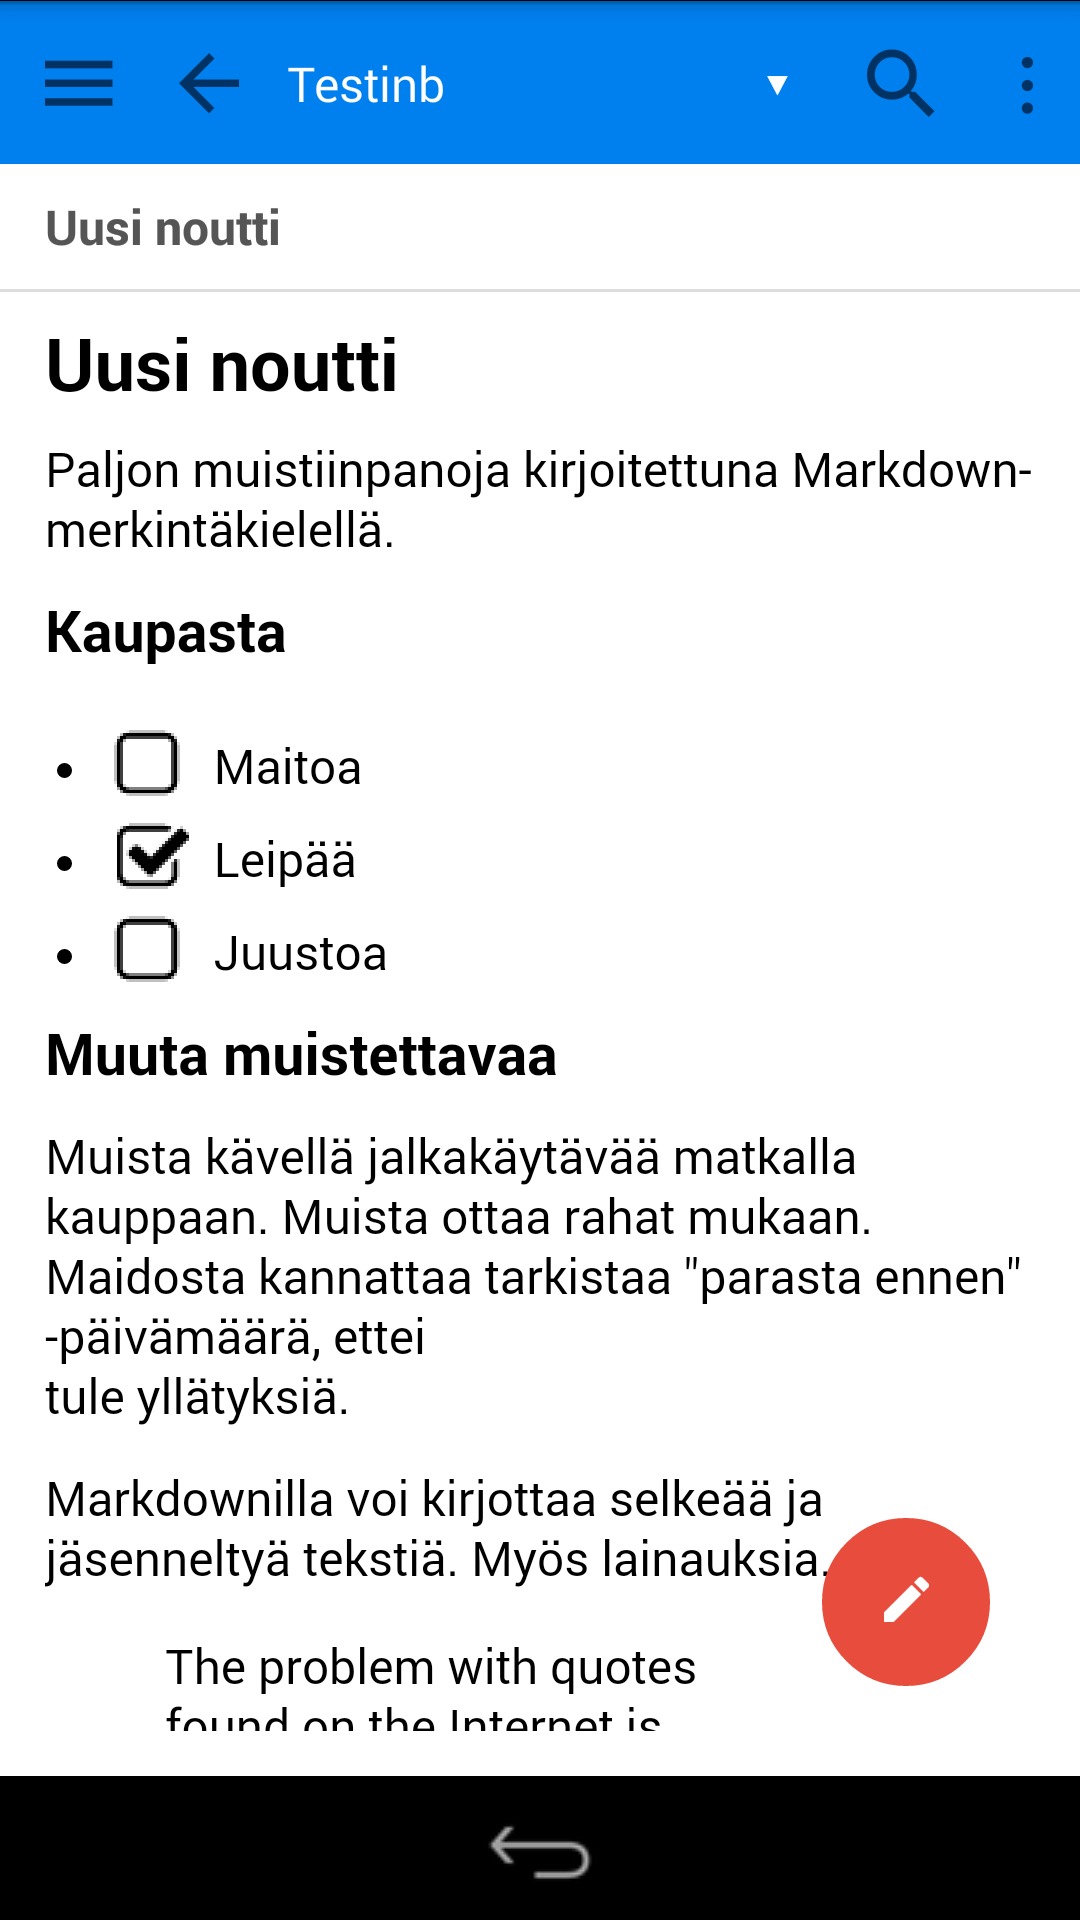 Testinb
Uusi noutti
Uusi noutti
Paljon muistiinpanoja kirjoitettuna Markdown-
merkintäkielellä.
Kaupasta
Maitoa
Leipää
Juustoa
Muuta muistettavaa
Muista kävellä jalkakäytävää matkalla
kauppaan. Muista ottaa rahat mukaan.
Maidosta kannattaa tarkistaa "parasta ennen"
-päivämäärä, ettei
tule yllätyksiä.
Markdownilla voi kirjottaa selkeää ja
jäsenneltyä tekstiä. Myös lainauksia.
The problem with quotes
found on the Internet is